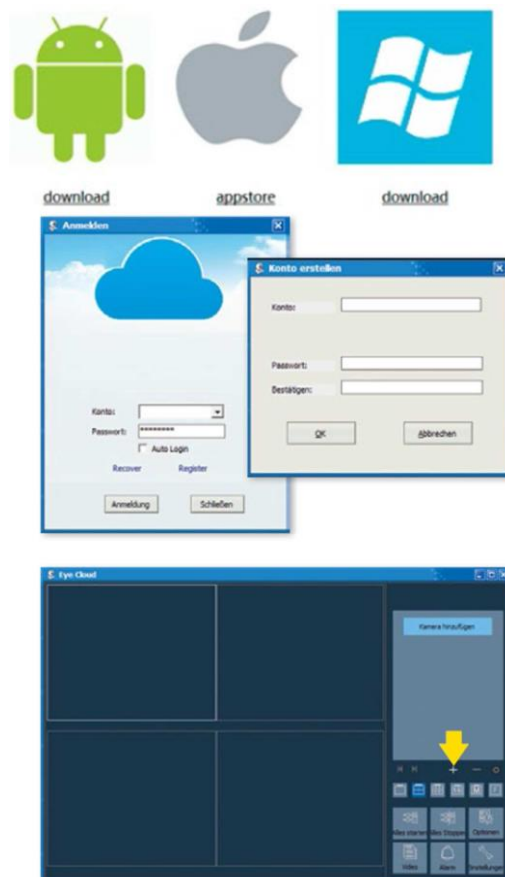 download
appstore
download
Anmelden
Konto erstellen
Konto:
Passwort:
Bestätigen:
OK
Abbrechen
Konto:
Passwort:
********
Auto Login
Recover
Register
Anmeldung
Schließen
Eye Cloud
Kamera hinzufügen
Alles starten
Alles Stoppen
Optionen
Video
Alarm
Einstellungen